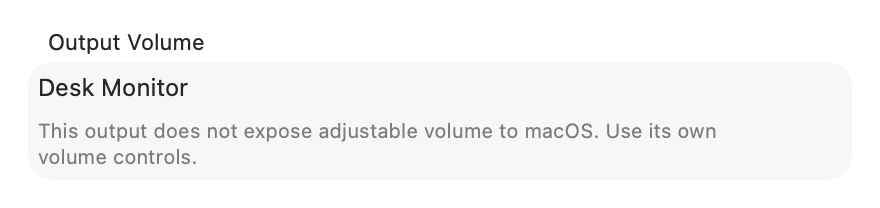 Output Volume
Desk Monitor
This output does not expose adjustable volume to macOS. Use its own
volume controls.